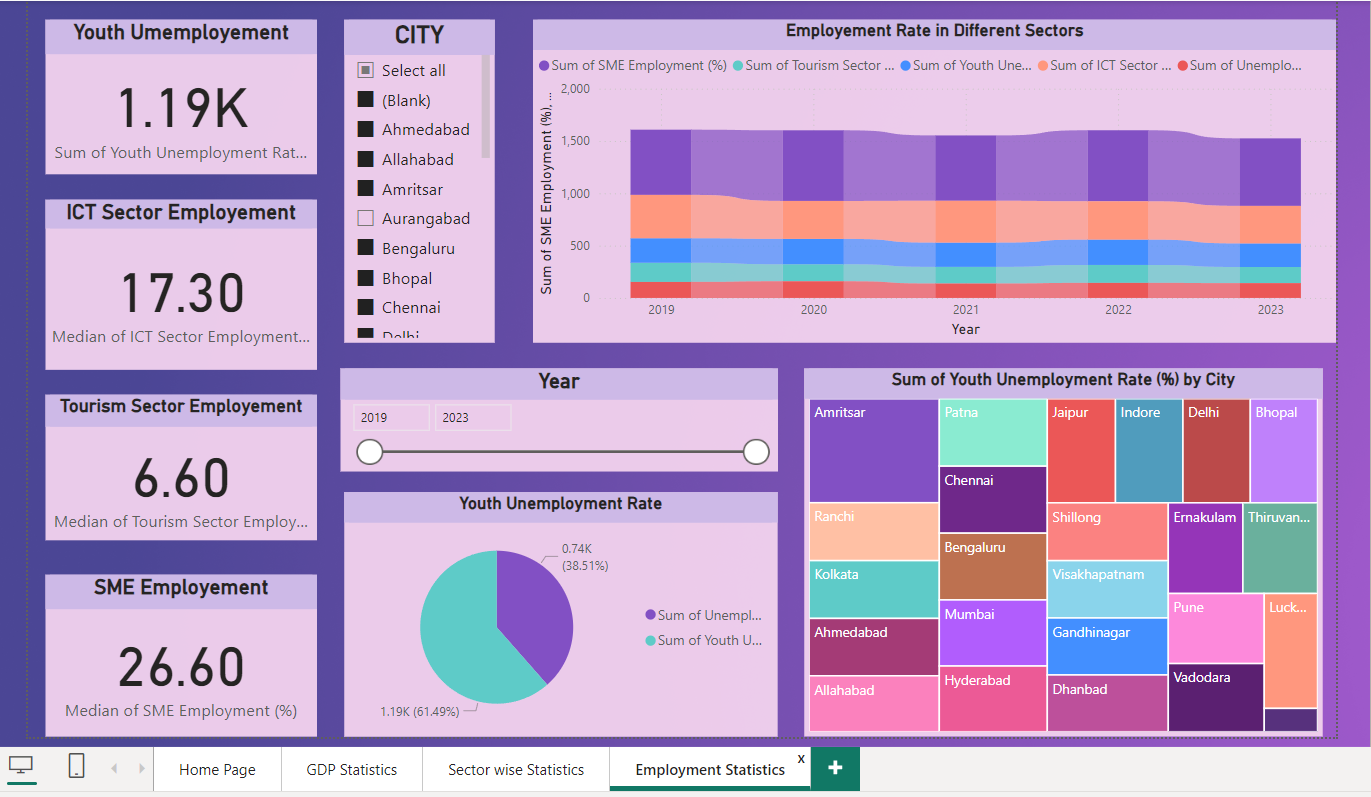 Youth Umemployement
1.19K
Sum of Youth Unemployment Rat...
ICT Sector Employement
17.30
Median of ICT Sector Employment...
Tourism Sector Employement
6.60
Median of Tourism Sector Employ...
SME Employement
26.60
Median of SME Employment (%)
CITY
Select all
(Blank)
Ahmedabad
Allahabad
Amritsar
Aurangabad
Bengaluru
Bhopal
Chennai
Delhi
Employement Rate in Different Sectors
Sum of SME Employment (%) Sum of Tourism Sector ... Sum of Youth Une... Sum of ICT Sector ... Sum of Unemplo...
Sum of SME Employment (%), ...
2,000
1,500
1,000
500
0
2019 2020 2021 2022 2023
Year
Year
2019 2023
Youth Unemployment Rate
0.74K
(38.51%)
1.19K (61.49%)
Sum of Unempl...
Sum of Youth U...
Sum of Youth Unemployment Rate (%) by City
Amritsar
Ranchi
Kolkata
Ahmedabad
Allahabad
Patna
Chennai
Bengaluru
Mumbai
Hyderabad
Jaipur
Indore
Delhi
Bhopal
Shillong
Visakhapatnam
Gandhinagar
Dhanbad
Ernakulam
Thiruvan...
Pune
Vadodara
Luck...
Home Page GDP Statistics Sector wise Statistics Employment Statistics x +